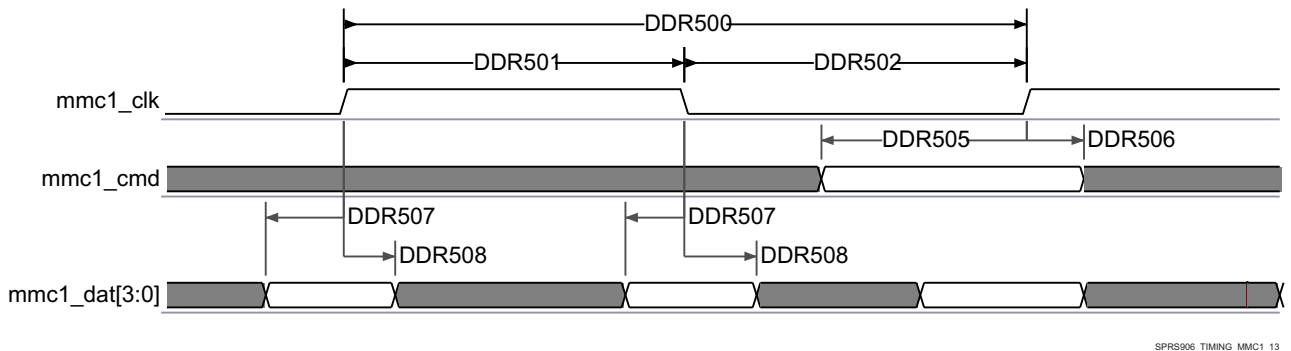 DDR500
DDR501 DDR502
mmc1_clk
DDR505 DDR506
mmc1_cmd
DDR507 DDR507
DDR508 DDR508
mmc1_dat[3:0]
SPRS906_TIMING_MMC1_13